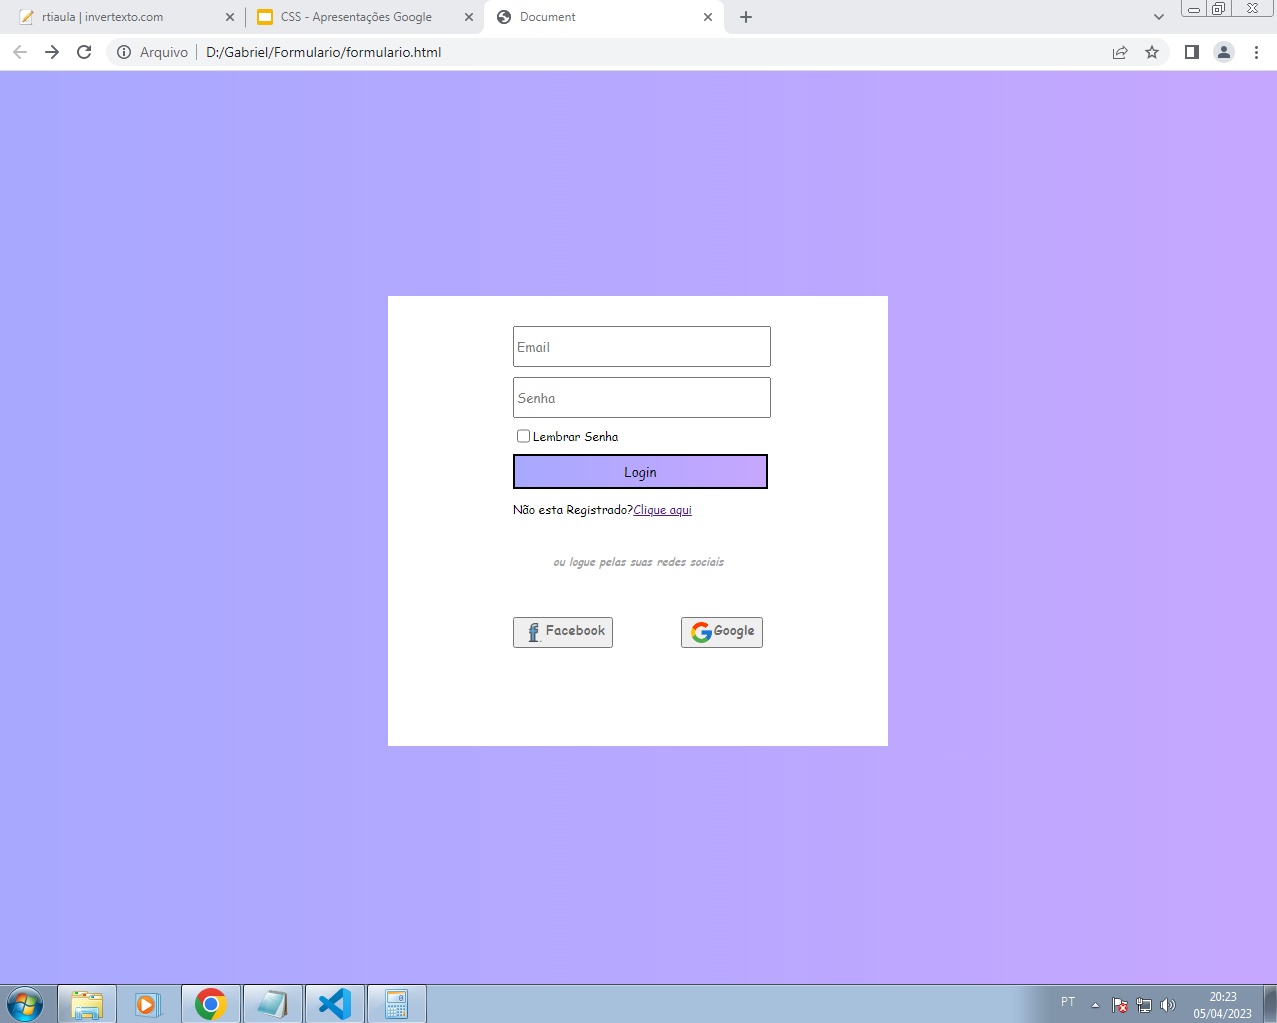 rtiaula | invertexto.com
CSS - Apresentações Google
Document
Arquivo
D:/Gabriel/Formulario/formulario.html
Email
Senha
Lembrar Senha
Login
Não esta Registrado?Clique aqui
ou logue pelas suas redes sociais
Facebook
Google
PT
20:23
05/04/2023